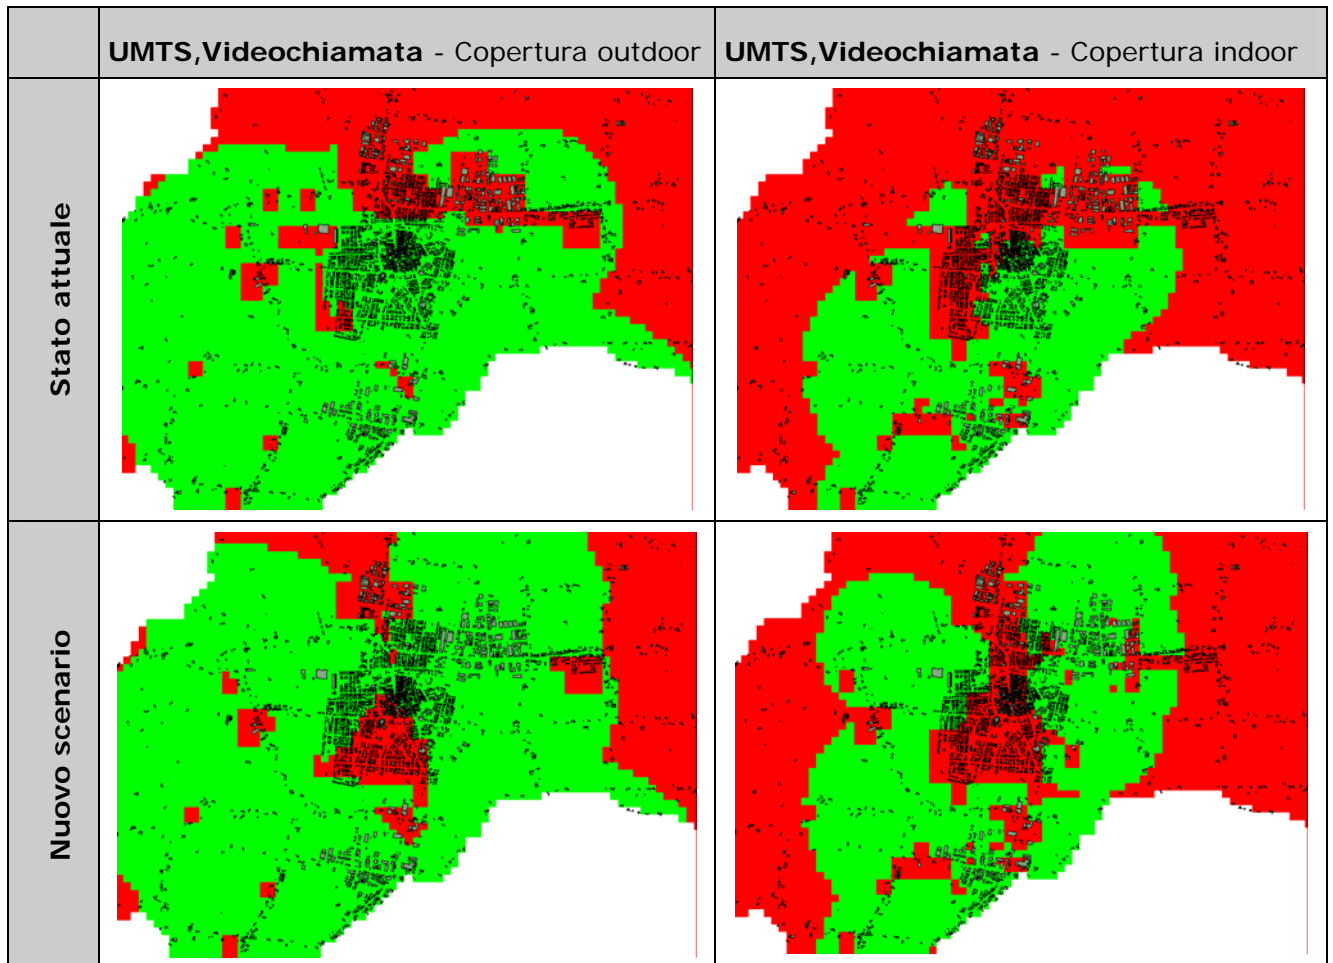 UMTS,Videochiamata - Copertura outdoor
UMTS,Videochiamata - Copertura indoor
Stato attuale
Nuovo scenario